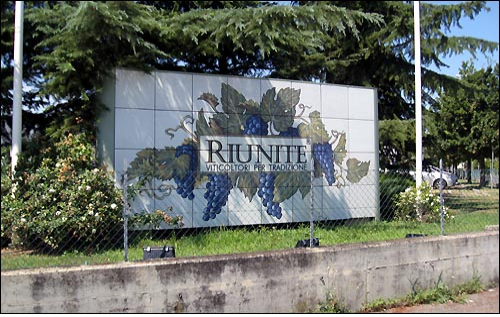 RIUNITE
VITICOLTORI PER TRADIZIONE